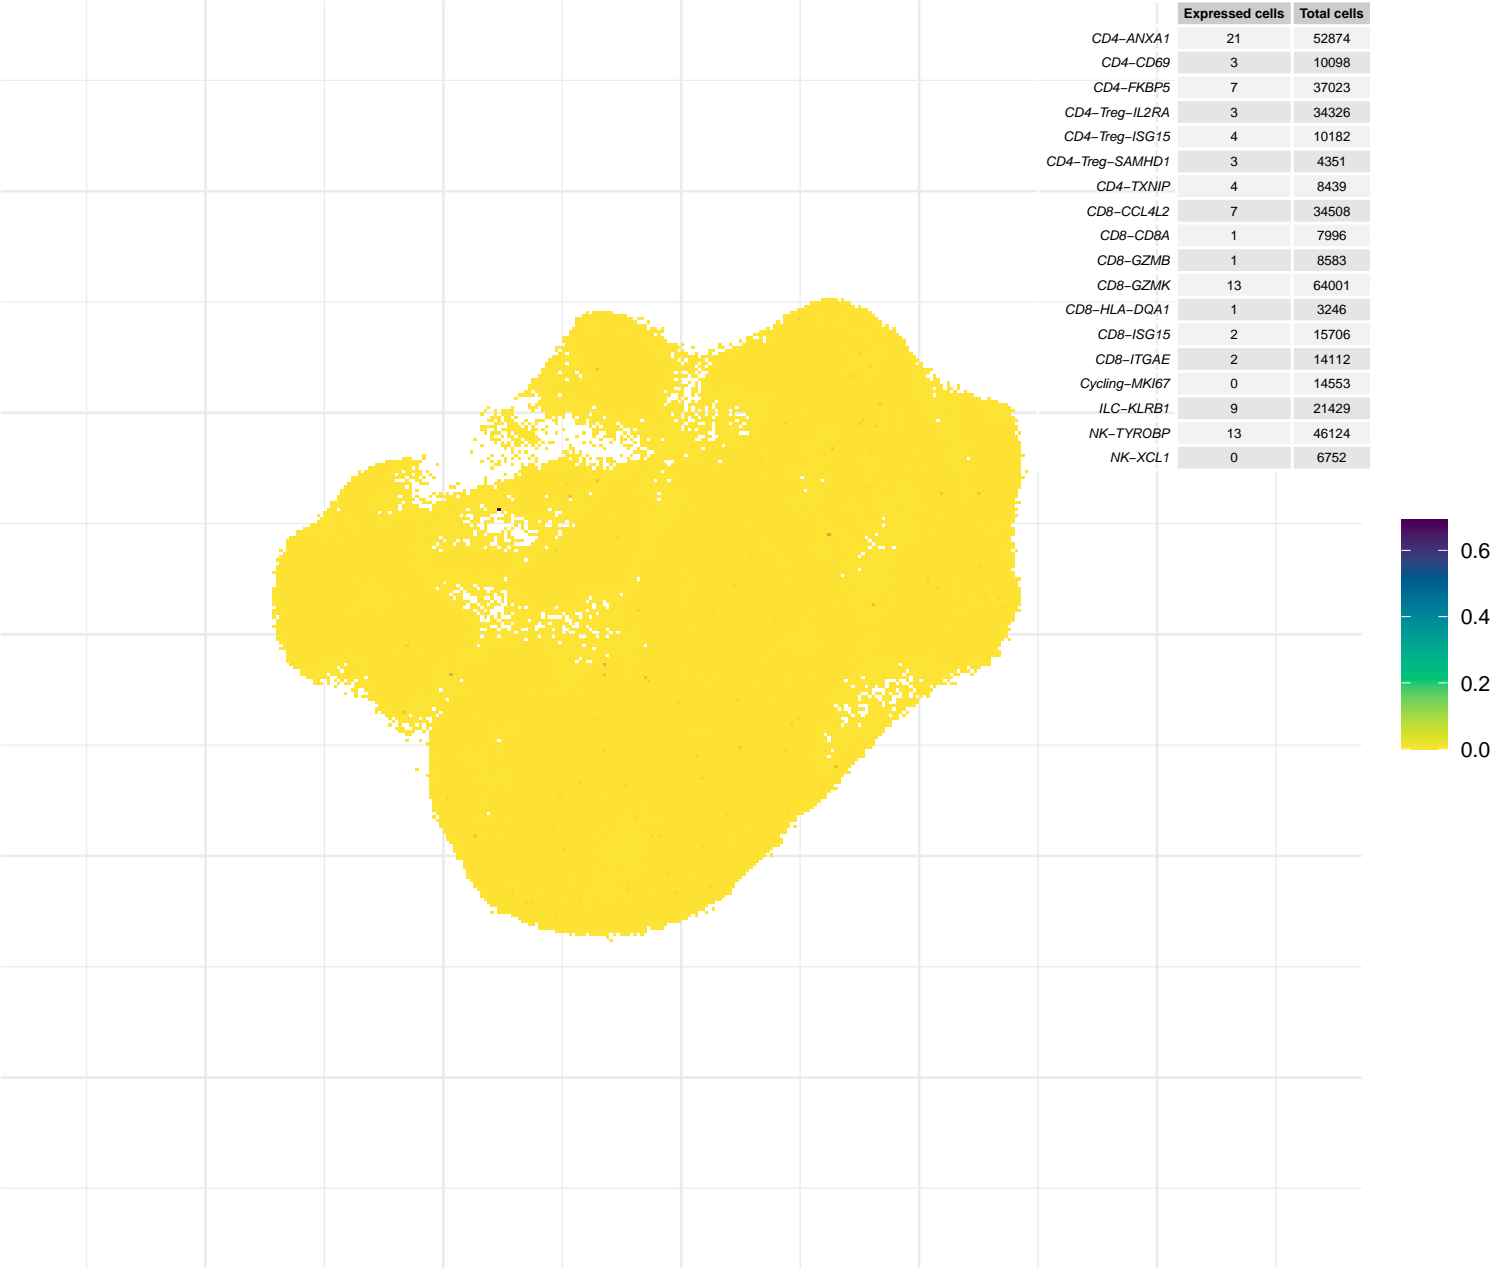 Expressed cells Total cells
CD4−ANXA1 21 52874
CD4−CD69 3 10098
CD4−FKBP5 7 37023
CD4−Treg−IL2RA 3 34326
CD4−Treg−ISG15 4 10182
CD4−Treg−SAMHD1 3 4351
CD4−TXNIP 4 8439
CD8−CCL4L2 7 34508
CD8−CD8A 1 7996
CD8−GZMB 1 8583
CD8−GZMK 13 64001
CD8−HLA−DQA1 1 3246
CD8−ISG15 2 15706
CD8−ITGAE 2 14112
Cycling−MKI67 0 14553
ILC−KLRB1 9 21429
NK−TYROBP 13 46124
NK−XCL1 0 6752
0.6
0.4
0.2
0.0